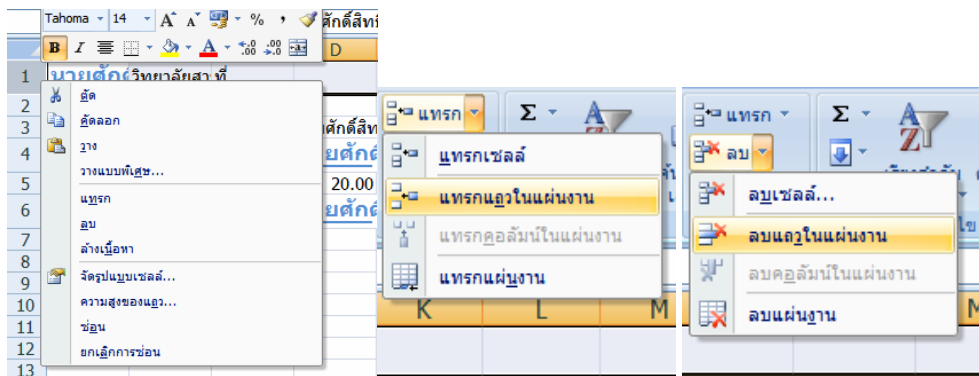 Tahoma 14 A A % , ศักดิ์สิทธิ
B I A .00 .00
D
1 นายศักดิ วิทยาลัยสา ที่
ตัด
2 คัดลอก
3 วาง ศักดิ์สิท
4 วางแบบพิเศษ... ยศักดิ
5 แทรก 20.00
6 ลบ ยศักดิ
7 ล้างเนื้อหา
8
9 จัดรูปแบบเซลล์...
10 ความสูงของแถว...
11 ซ่อน
12 ยกเลิกการซ่อน
13
แทรก Σ A Z
แทรกเซลล์
แทรกแถวในแผ่นงาน
แทรกคอลัมน์ในแผ่นงาน
แทรกแผ่นงาน
K L M
แทรก Σ A Z
ลบ
ลบเซลล์...
ลบแถวในแผ่นงาน
ลบคอลัมน์ในแผ่นงาน
ลบแผ่นงาน